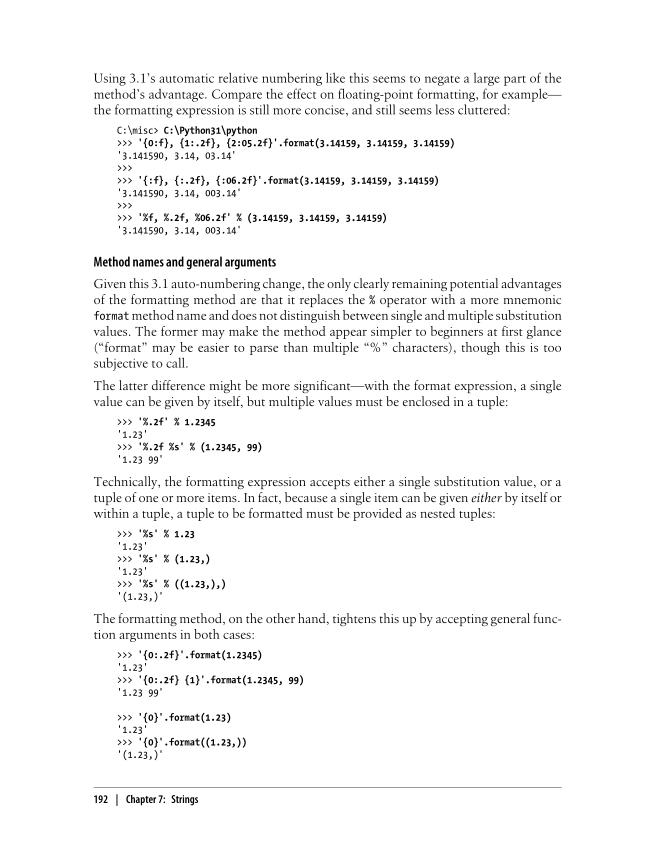 Using 3.1’s automatic relative numbering like this seems to negate a large part of the
method’s advantage. Compare the effect on floating-point formatting, for example—
the formatting expression is still more concise, and still seems less cluttered:
C:\misc> C:\Python31\python
>>> '{0:f}, {1:.2f}, {2:05.2f}'.format(3.14159, 3.14159, 3.14159)
'3.141590, 3.14, 03.14'
>>>
>>> '{:f}, {:.2f}, {:06.2f}'.format(3.14159, 3.14159, 3.14159)
'3.141590, 3.14, 003.14'
>>>
>>> '%f, %.2f, %06.2f' % (3.14159, 3.14159, 3.14159)
'3.141590, 3.14, 003.14'
Method names and general arguments
Given this 3.1 auto-numbering change, the only clearly remaining potential advantages
of the formatting method are that it replaces the % operator with a more mnemonic
format method name and does not distinguish between single and multiple substitution
values. The former may make the method appear simpler to beginners at first glance
(“format” may be easier to parse than multiple “%” characters), though this is too
subjective to call.
The latter difference might be more significant—with the format expression, a single
value can be given by itself, but multiple values must be enclosed in a tuple:
>>> '%.2f' % 1.2345
'1.23'
>>> '%.2f %s' % (1.2345, 99)
'1.23 99'
Technically, the formatting expression accepts either a single substitution value, or a
tuple of one or more items. In fact, because a single item can be given either by itself or
within a tuple, a tuple to be formatted must be provided as nested tuples:
>>> '%s' % 1.23
'1.23'
>>> '%s' % (1.23,)
'1.23'
>>> '%s' % ((1.23,),)
'(1.23,)'
The formatting method, on the other hand, tightens this up by accepting general func-
tion arguments in both cases:
>>> '{0:.2f}'.format(1.2345)
'1.23'
>>> '{0:.2f} {1}'.format(1.2345, 99)
'1.23 99'
>>> '{0}'.format(1.23)
'1.23'
>>> '{0}'.format((1.23,))
'(1.23,)'
192 | Chapter 7: Strings